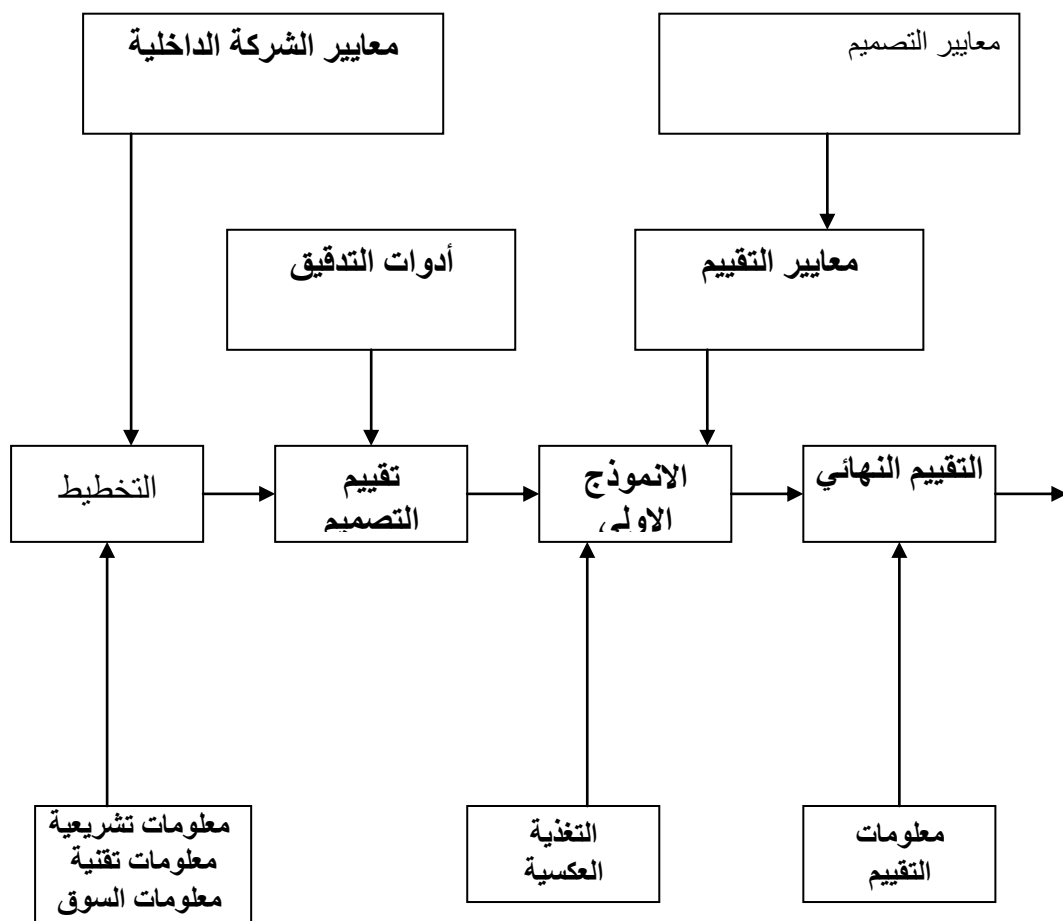 معايير التصميم
معايير الشركة الداخلية
معايير التقييم
أدوات التدقيق
التخطيط
تقييم
التصميم
الانموذج
الاولي
التقييم النهائي
معلومات تشريعية
معلومات تقنية
معلومات السوق
التغذية
العكسية
معلومات
التقييم